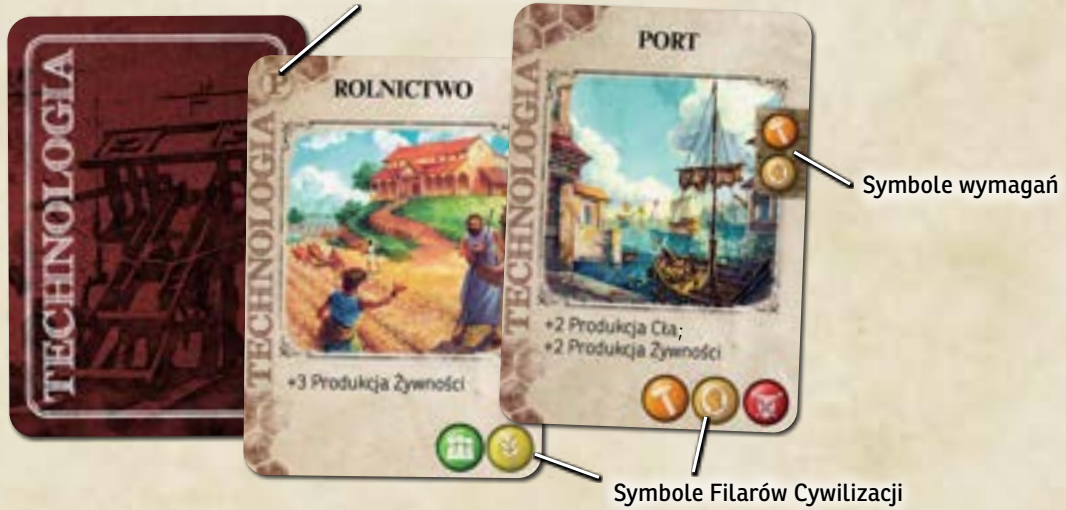 TECHNOLOGIA
TECHNOLOGIA
P
ROLNICTWO
+3 Produkcja Żywności
TECHNOLOGIA
PORT
+2 Produkcja Cła;
+2 Produkcja Żywności
Symbole wymagań
Symbole Filarów Cywilizacji